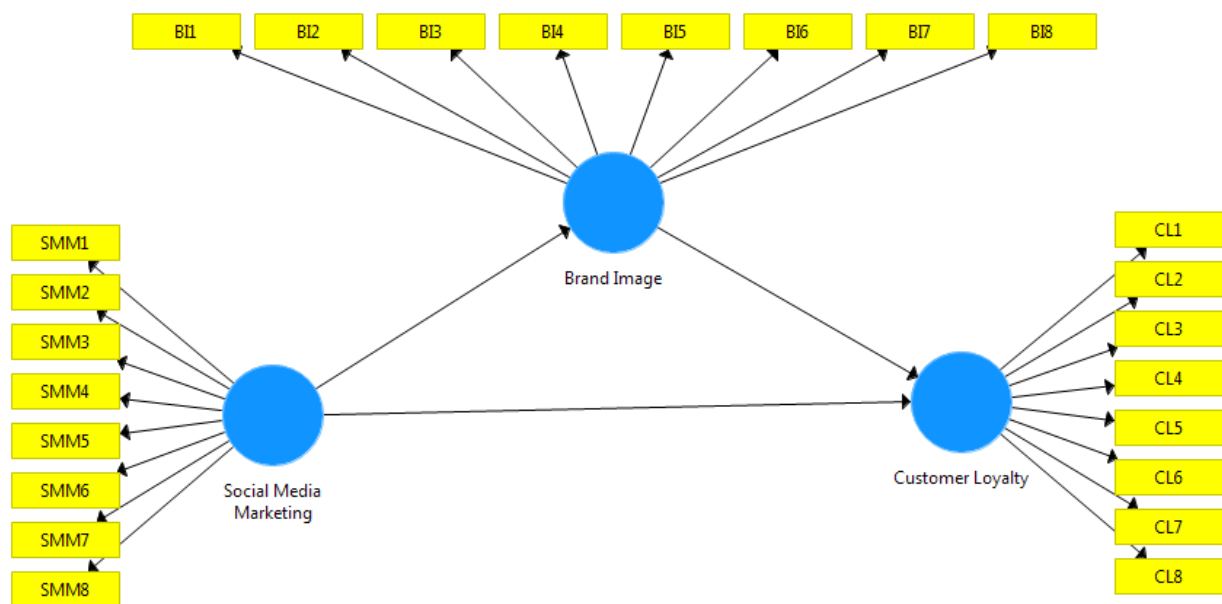 BI1
BI2
BI3
BI4
BI5
BI6
BI7
BI8
Brand Image
SMM1
SMM2
SMM3
SMM4
SMM5
SMM6
SMM7
SMM8
Social Media
Marketing
CL1
CL2
CL3
CL4
CL5
CL6
CL7
CL8
Customer Loyalty